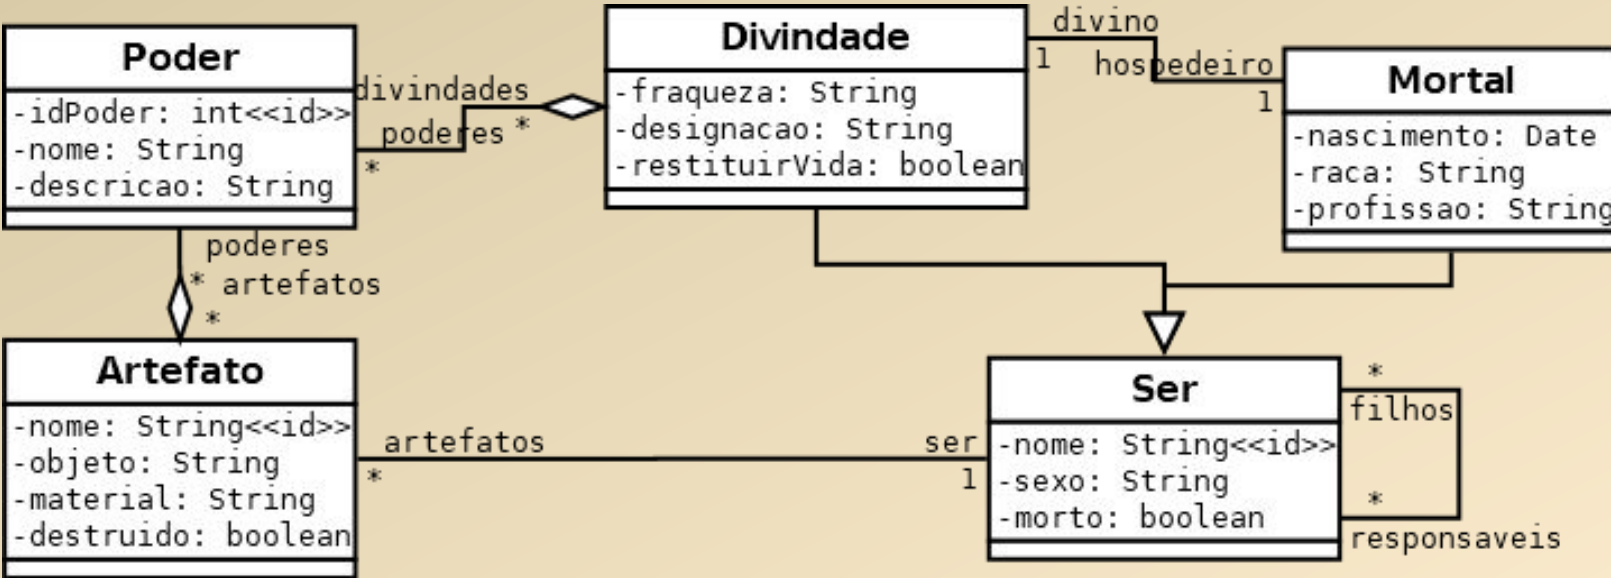 Poder
-idPoder: int<<id>>
-nome: String
-descricao: String
divindades
*
poderes
*
Divindade
-fraqueza: String
-designacao: String
-restituirVida: boolean
divino
1
hospedeiro
1
Mortal
-nascimento: Date
-raca: String
-profissao: String
poderes
*
artefatos
*
Artefato
-nome: String<<id>>
-objeto: String
-material: String
-destruido: boolean
artefatos
*
ser
1
Ser
-nome: String<<id>>
-sexo: String
-morto: boolean
*
filhos
*
responsaveis